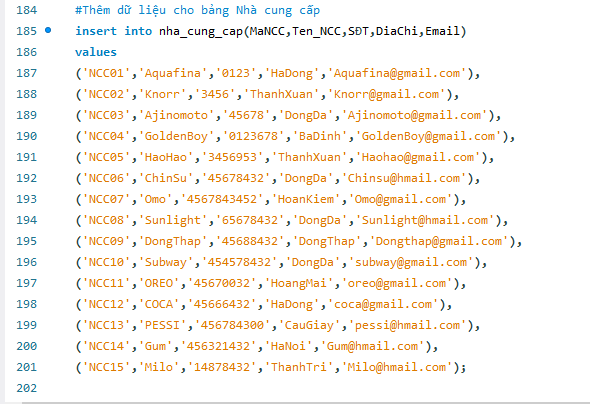 184 #Thêm dữ liệu cho bảng Nhà cung cấp
185 insert into nha_cung_cap(MaNCC,Ten_NCC,SĐT,DiaChi,Email)
186 values
187 ('NCC01','Aquafina','0123','HaDong','Aquafina@gmail.com'),
188 ('NCC02','Knorr','3456','ThanhXuan','Knorr@gmail.com'),
189 ('NCC03','Ajinomoto','45678','DongDa','Ajinomoto@gmail.com'),
190 ('NCC04','GoldenBoy','0123678','BaDinh','GoldenBoy@gmail.com'),
191 ('NCC05','HaoHao','3456953','ThanhXuan','Haohao@gmail.com'),
192 ('NCC06','ChinSu','45678432','DongDa','Chinsu@hmail.com'),
193 ('NCC07','Omo','4567843452','HoanKiem','Omo@gmail.com'),
194 ('NCC08','Sunlight','65678432','DongDa','Sunlight@hmail.com'),
195 ('NCC09','DongThap','45688432','DongThap','Dongthap@gmail.com'),
196 ('NCC10','Subway','454578432','DongDa','subway@gmail.com'),
197 ('NCC11','OREO','45670032','HoangMai','oreo@gmail.com'),
198 ('NCC12','COCA','45666432','HaDong','coca@gmail.com'),
199 ('NCC13','PESSI','456784300','CauGiay','pessi@hmail.com'),
200 ('NCC14','Gum','456321432','HaNoi','Gum@hmail.com'),
201 ('NCC15','Milo','14878432','ThanhTri','Milo@hmail.com');
202